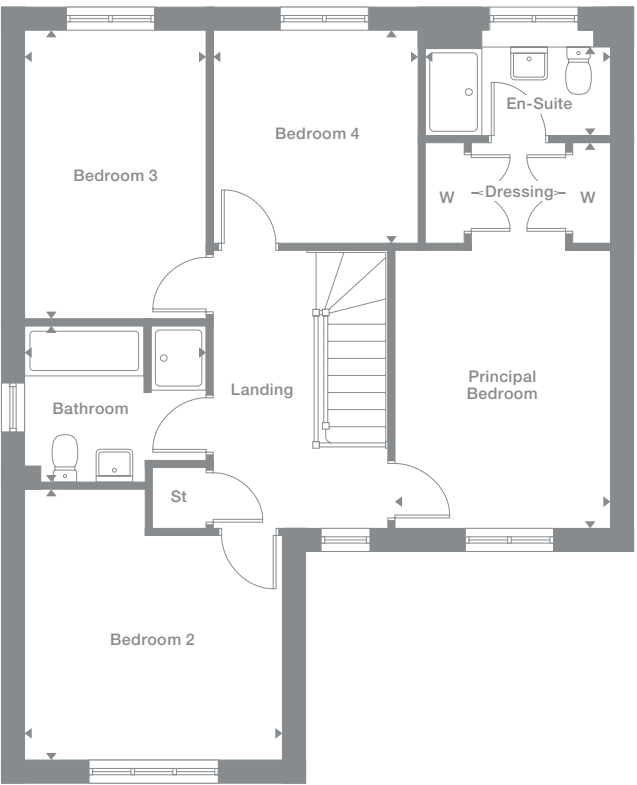 En-Suite
Bedroom 4
Bedroom 3
W
Dressing
W
Principal
Bedroom
Landing
Bathroom
St
Bedroom 2